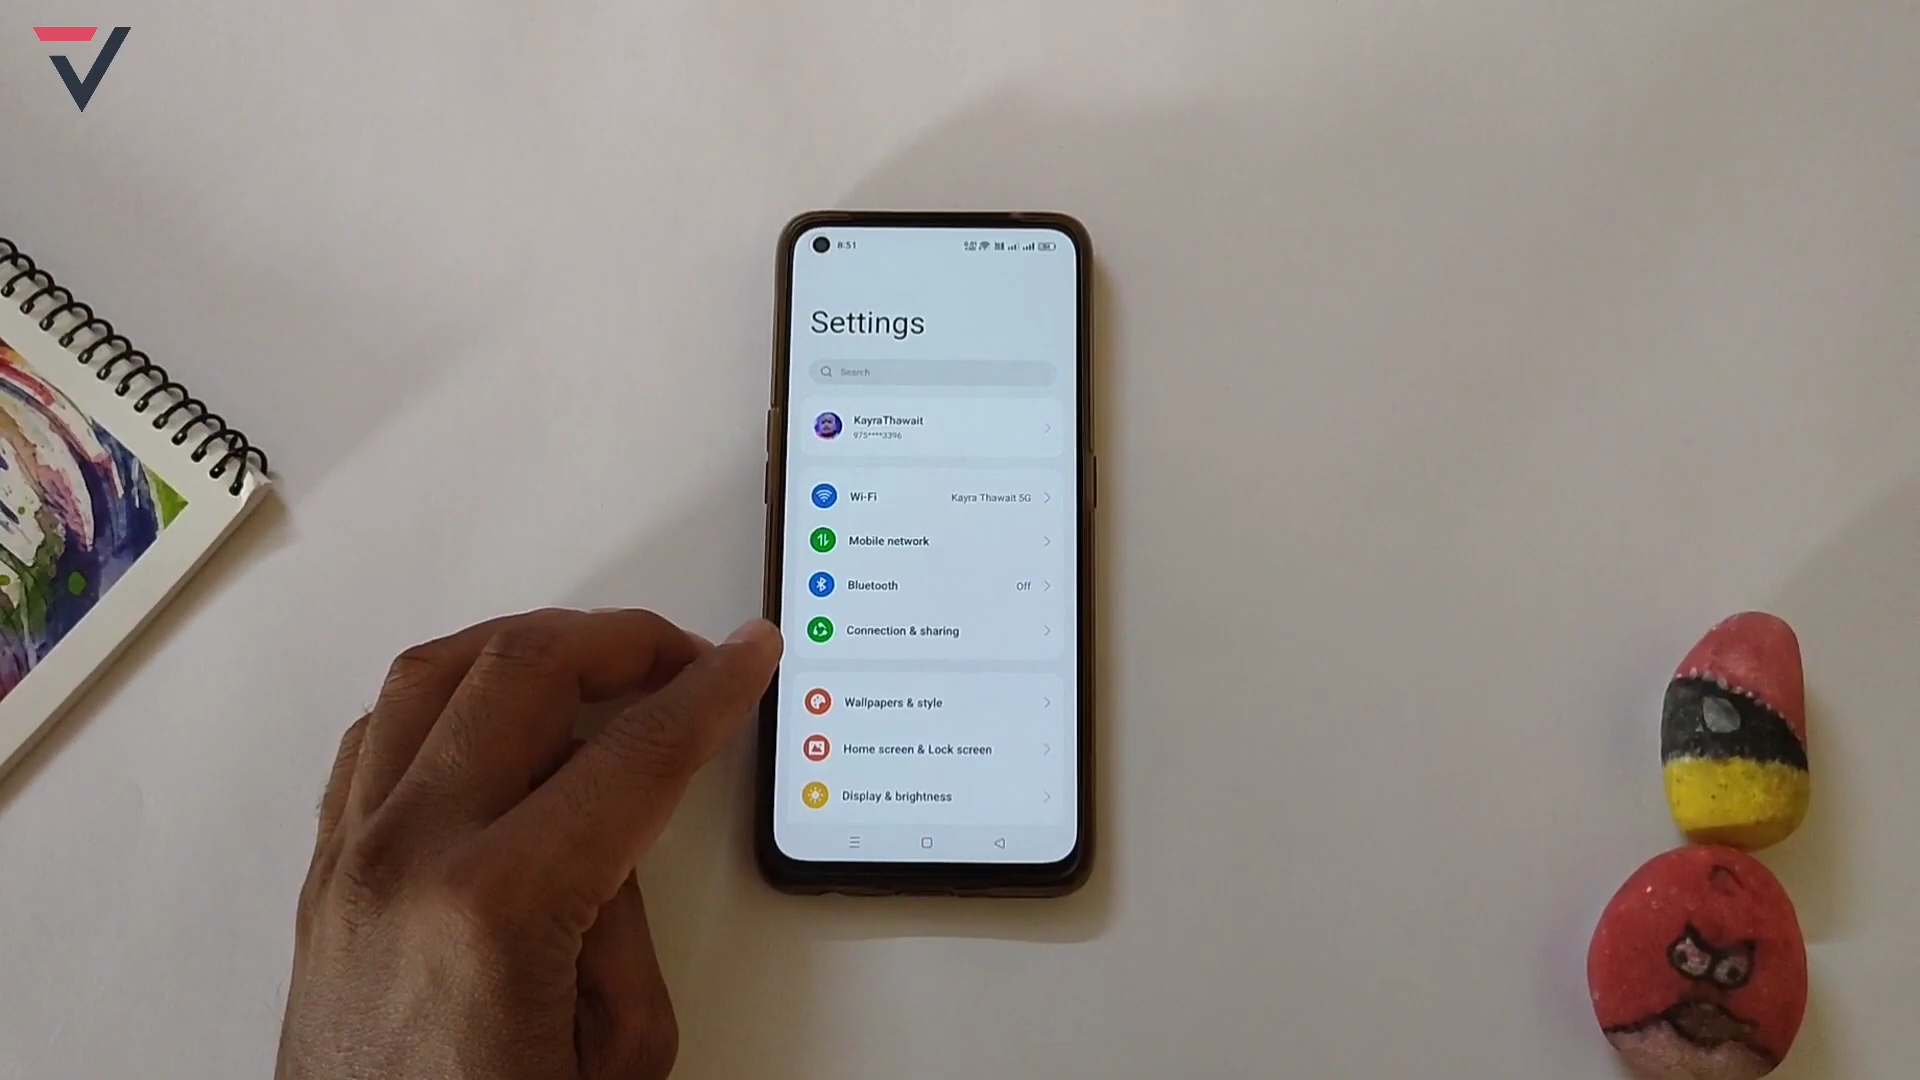 8:51
Settings
Search
KayraThawait
975****3396
Wi-Fi Kayra Thawait 5G
Mobile network
Bluetooth Off
Connection & sharing
Wallpapers & style
Home screen & Lock screen
Display & brightness